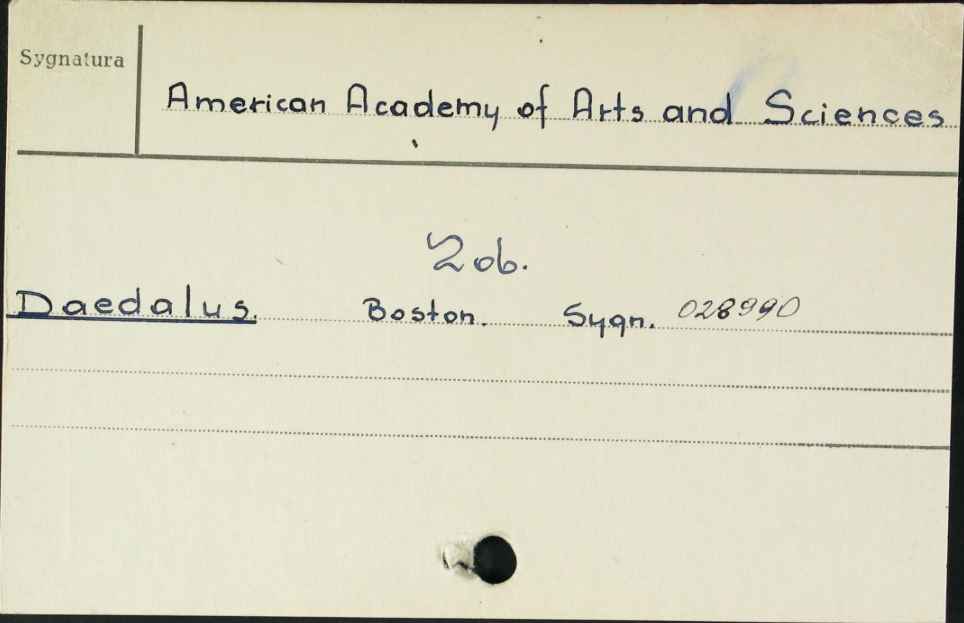 Sygnatura
American Academy of Arts and Sciences
Zob.
Daedalus. Boston. Sygn. 028990